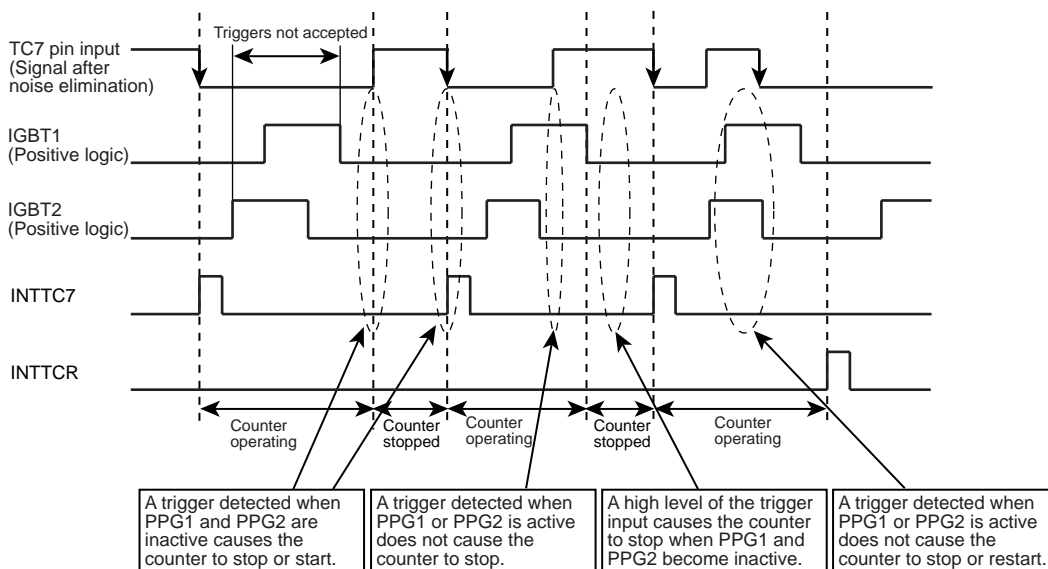 Triggers not accepted
TC7 pin input
(Signal after
noise elimination)
IGBT1
(Positive logic)
IGBT2
(Positive logic)
INTTC7
INTTCR
Counter
operating
Counter
stopped
Counter
operating
Counter
stopped
Counter
operating
A trigger detected when
PPG1 and PPG2 are
inactive causes the
counter to stop or start.
A trigger detected when
PPG1 or PPG2 is active
does not cause the
counter to stop.
A high level of the trigger
input causes the counter
to stop when PPG1 and
PPG2 become inactive.
A trigger detected when
PPG1 or PPG2 is active
does not cause the
counter to stop or restart.